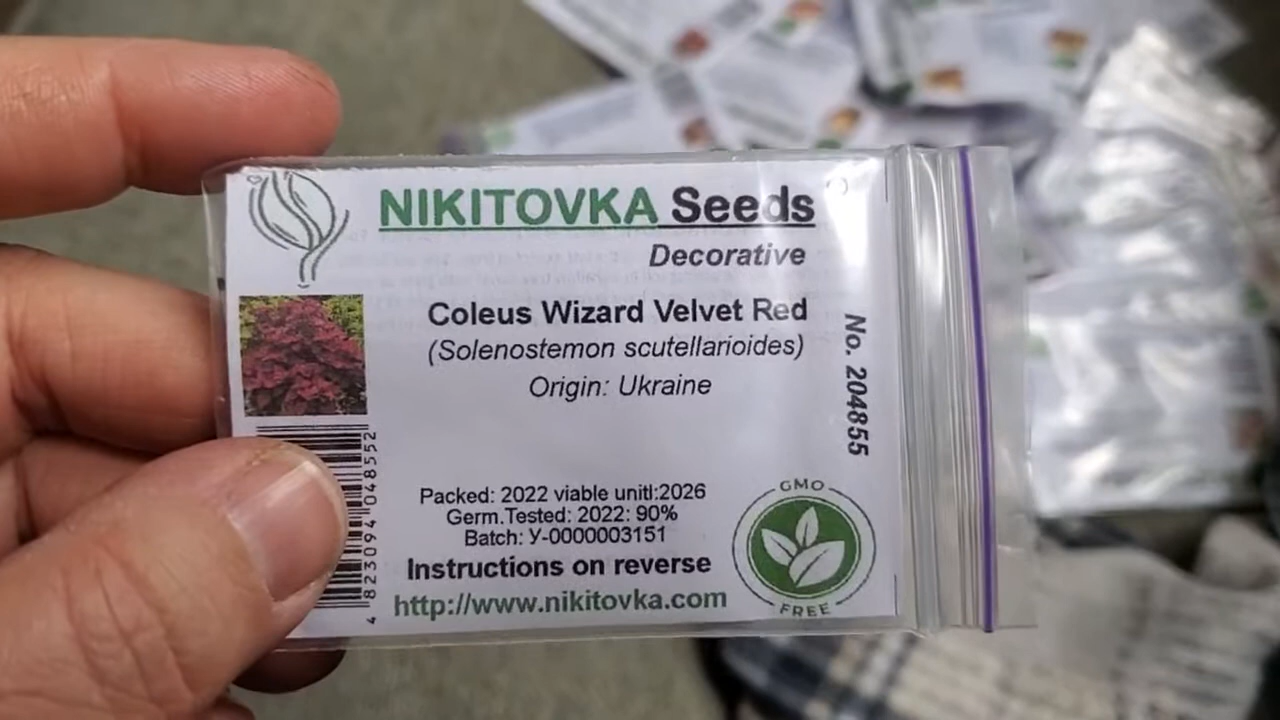 NIKITOVKA Seeds
Decorative
Coleus Wizard Velvet Red
(Solenostemon scutellarioides)
Origin: Ukraine
No. 204855
Packed: 2022 viable unitl:2026
Germ.Tested: 2022: 90%
Batch: У-0000003151
Instructions on reverse
http://www.nikitovka.com
4 823094 048552
GMO
FREE